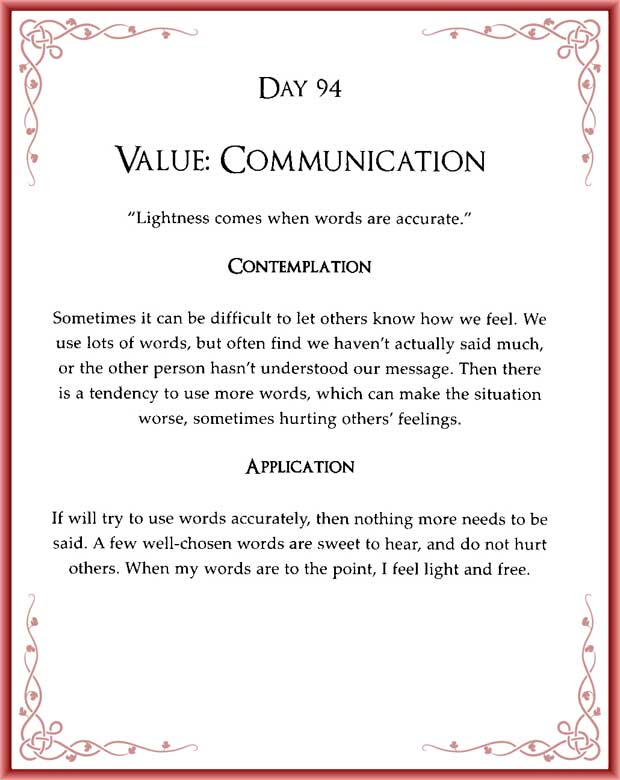 DAY 94
VALUE: COMMUNICATION
“Lightness comes when words are accurate.”
CONTEMPLATION
Sometimes it can be difficult to let others know how we feel. We
use lots of words, but often find we haven’t actually said much,
or the other person hasn’t understood our message. Then there
is a tendency to use more words, which can make the situation
worse, sometimes hurting others’ feelings.
APPLICATION
If will try to use words accurately, then nothing more needs to be
said. A few well-chosen words are sweet to hear, and do not hurt
others. When my words are to the point, I feel light and free.